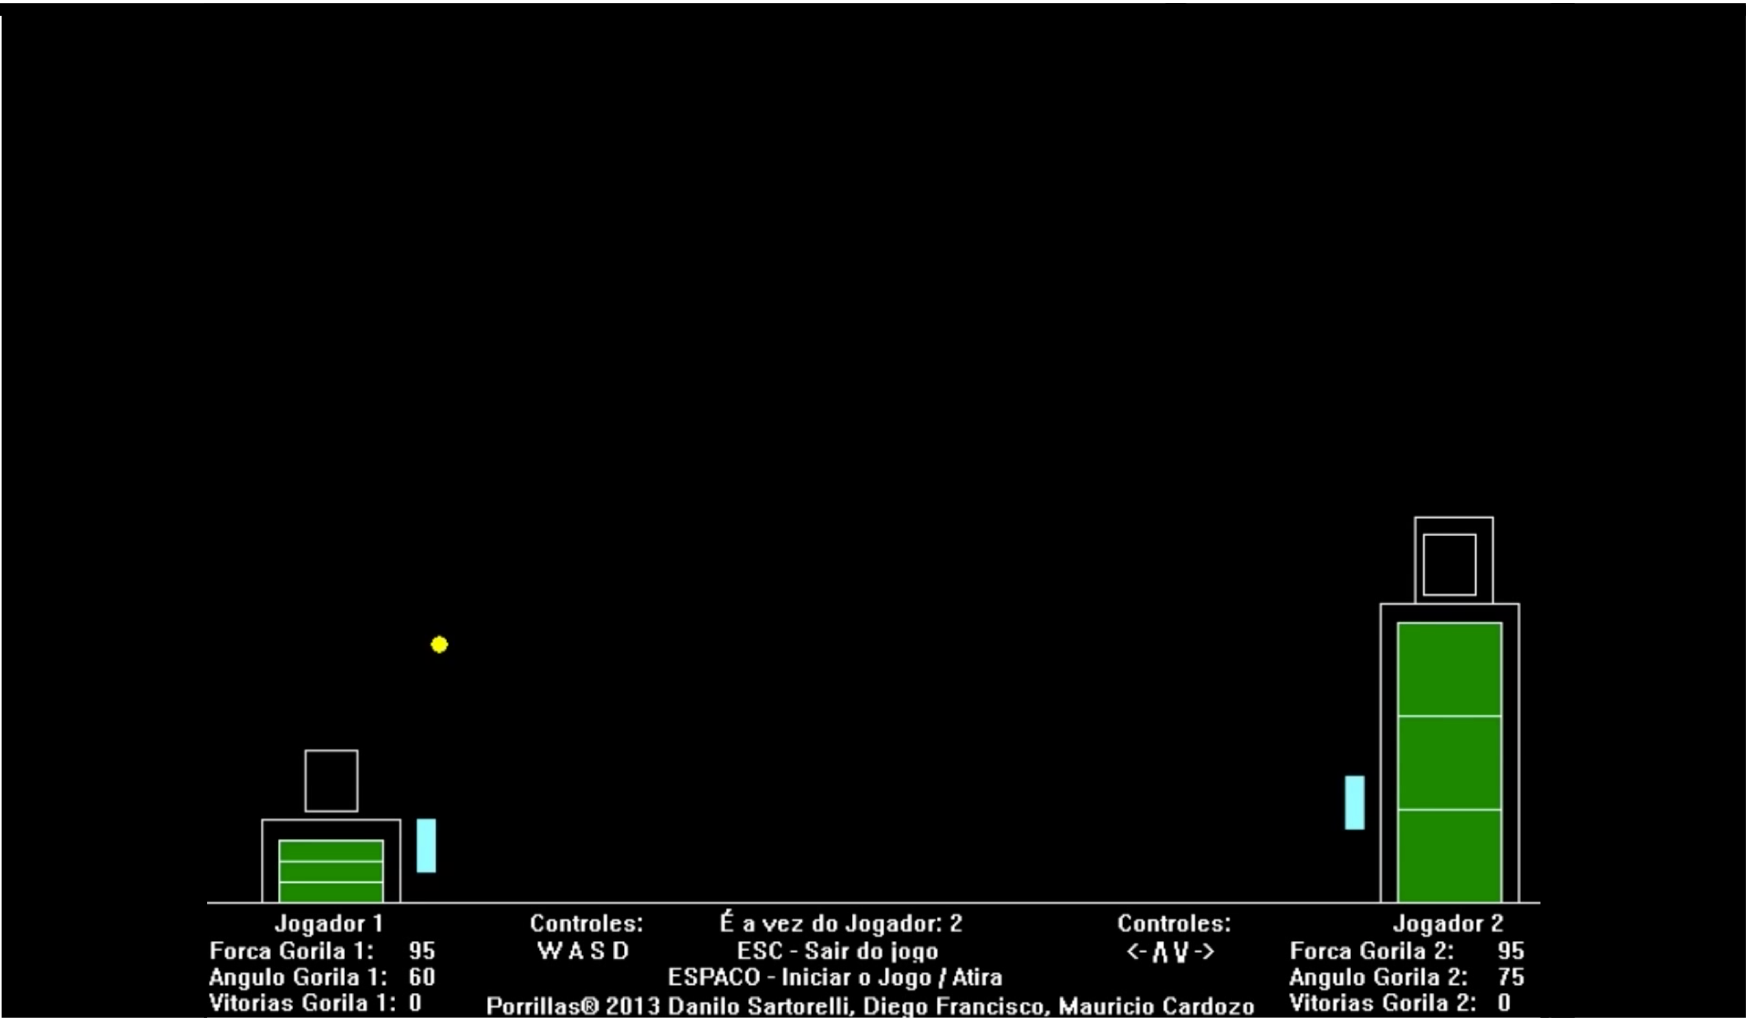 Jogador 1 Controles: É a vez do Jogador: 2 Controles: Jogador 2
Forca Gorila 1: 95 W A S D ESC - Sair do jogo <- Λ V -> Forca Gorila 2: 95
Angulo Gorila 1: 60 ESPACO - Iniciar o Jogo / Atira Angulo Gorila 2: 75
Vitorias Gorila 1: 0 Porrillas® 2013 Danilo Sartorelli, Diego Francisco, Mauricio Cardozo Vitorias Gorila 2: 0